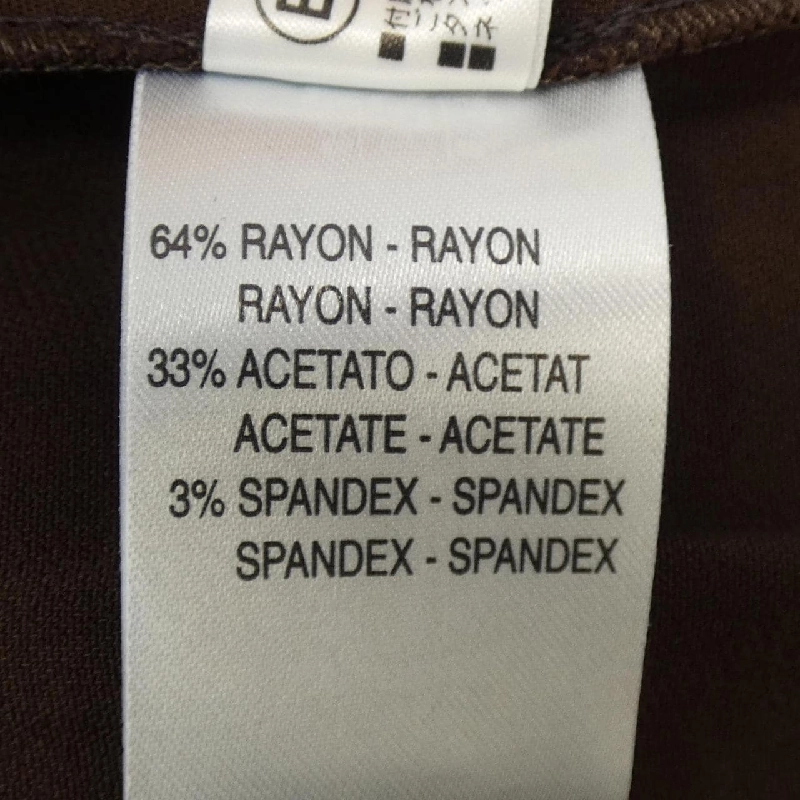 64% RAYON - RAYON
RAYON - RAYON
33% ACETATO - ACETAT
ACETATE - ACETATE
3% SPANDEX - SPANDEX
SPANDEX - SPANDEX